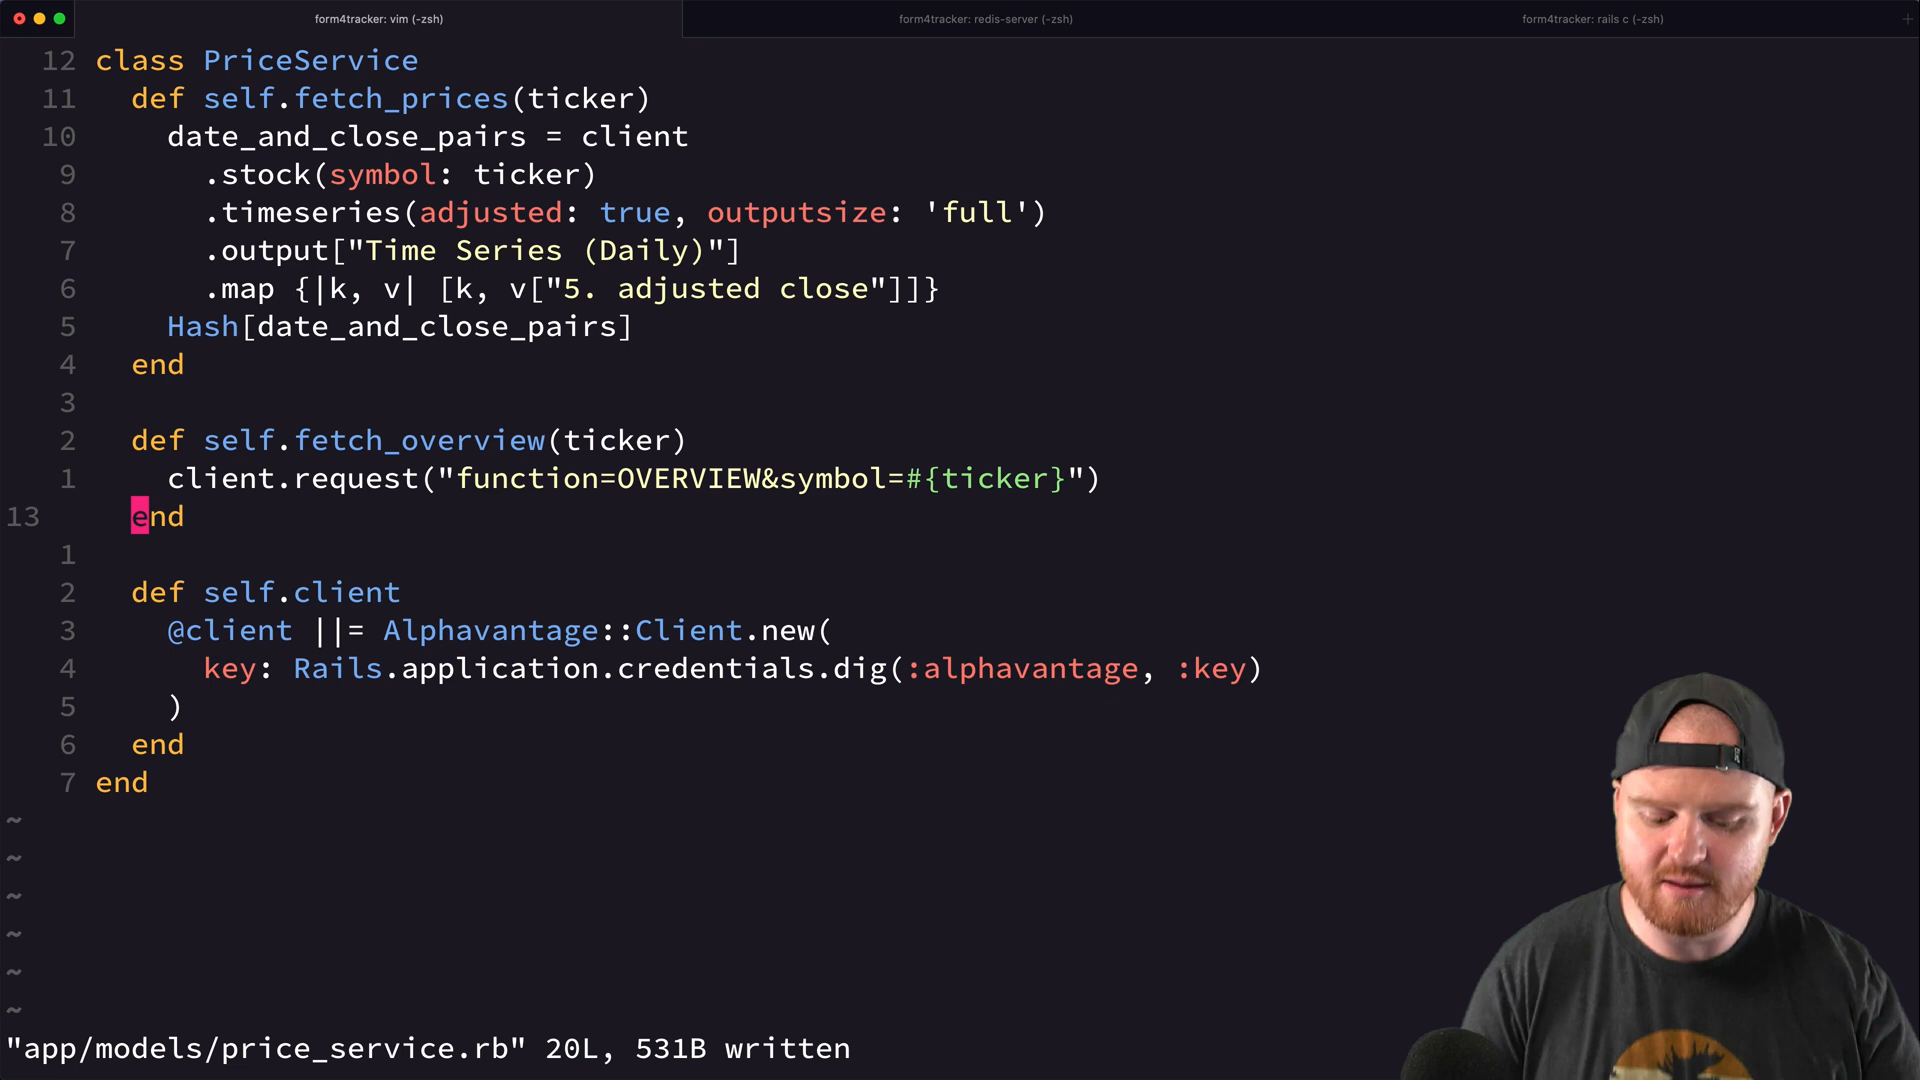 form4tracker: vim (-zsh)
form4tracker: redis-server (-zsh)
form4tracker: rails c (-zsh)
+
12 class PriceService
11   def self.fetch_prices(ticker)
10     date_and_close_pairs = client
9       .stock(symbol: ticker)
8       .timeseries(adjusted: true, outputsize: 'full')
7       .output["Time Series (Daily)"]
6       .map {|k, v| [k, v["5. adjusted close"]]}
5     Hash[date_and_close_pairs]
4   end
3
2   def self.fetch_overview(ticker)
1     client.request("function=OVERVIEW&symbol=#{ticker}")
13   end
1
2   def self.client
3     @client ||= Alphavantage::Client.new(
4       key: Rails.application.credentials.dig(:alphavantage, :key)
5     )
6   end
7 end
~
~
~
~
~
~
"app/models/price_service.rb" 20L, 531B written